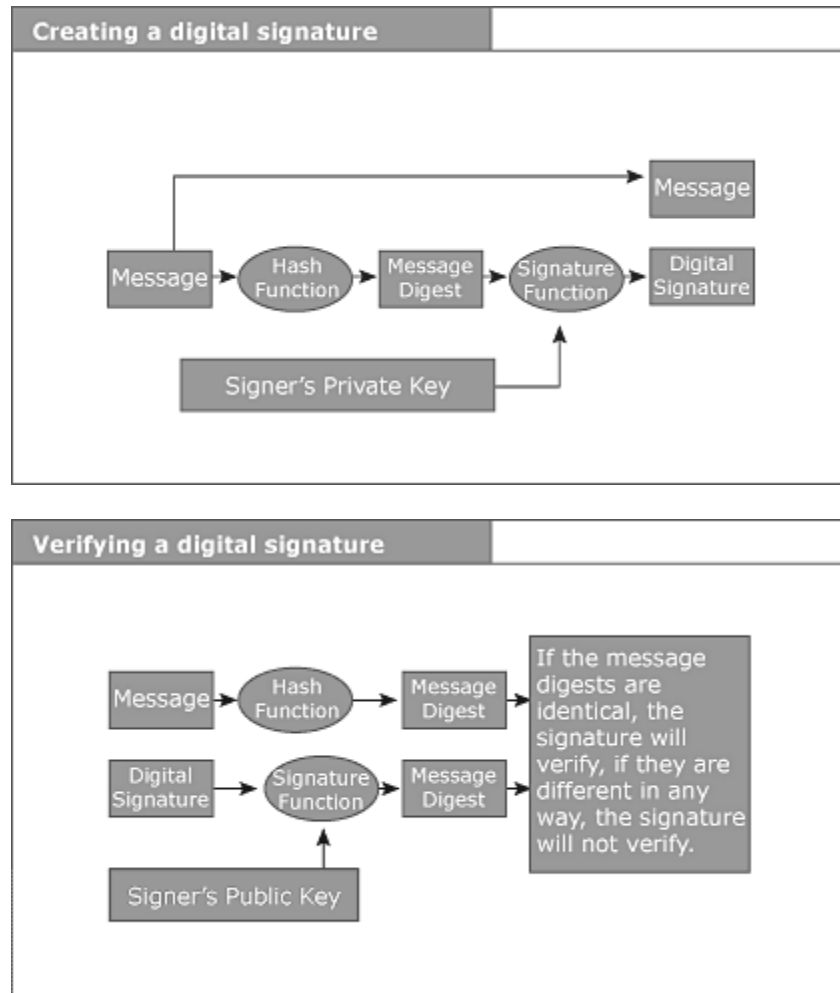 Creating a digital signature
Message
Message
Hash
Function
Message
Digest
Signature
Function
Digital
Signature
Signer's Private Key
Verifying a digital signature
Message
Hash
Function
Message
Digest
If the message
digests are
identical, the
signature will
verify, if they are
different in any
way, the signature
will not verify.
Digital
Signature
Signature
Function
Message
Digest
Signer's Public Key